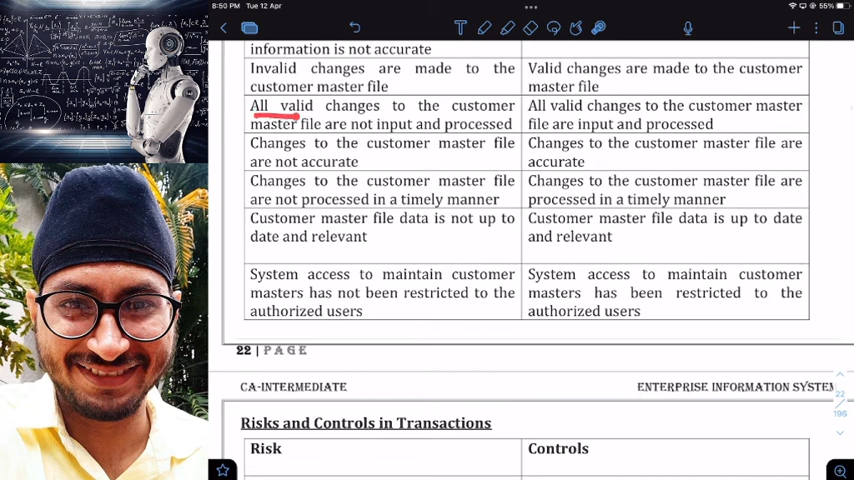 8:50 PM Tue 12 Apr
55%
information is not accurate
Invalid changes are made to the
customer master file
Valid changes are made to the customer
master file
All valid changes to the customer
master file are not input and processed
All valid changes to the customer master
file are input and processed
Changes to the customer master file
are not accurate
Changes to the customer master file are
accurate
Changes to the customer master file
are not processed in a timely manner
Changes to the customer master file are
processed in a timely manner
Customer master file data is not up to
date and relevant
Customer master file data is up to date
and relevant
System access to maintain customer
masters has not been restricted to the
authorized users
System access to maintain customer
masters has been restricted to the
authorized users
22 | PAGE
22
196
CA-INTERMEDIATE
ENTERPRISE INFORMATION SYSTEM
Risks and Controls in Transactions
Risk
Controls